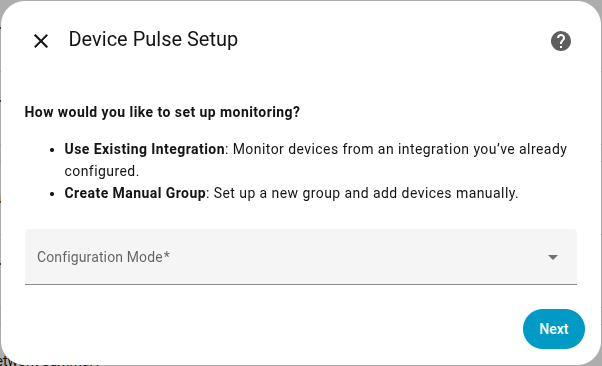 Device Pulse Setup
?
How would you like to set up monitoring?
• Use Existing Integration: Monitor devices from an integration you’ve already
configured.
• Create Manual Group: Set up a new group and add devices manually.
Configuration Mode*
Next